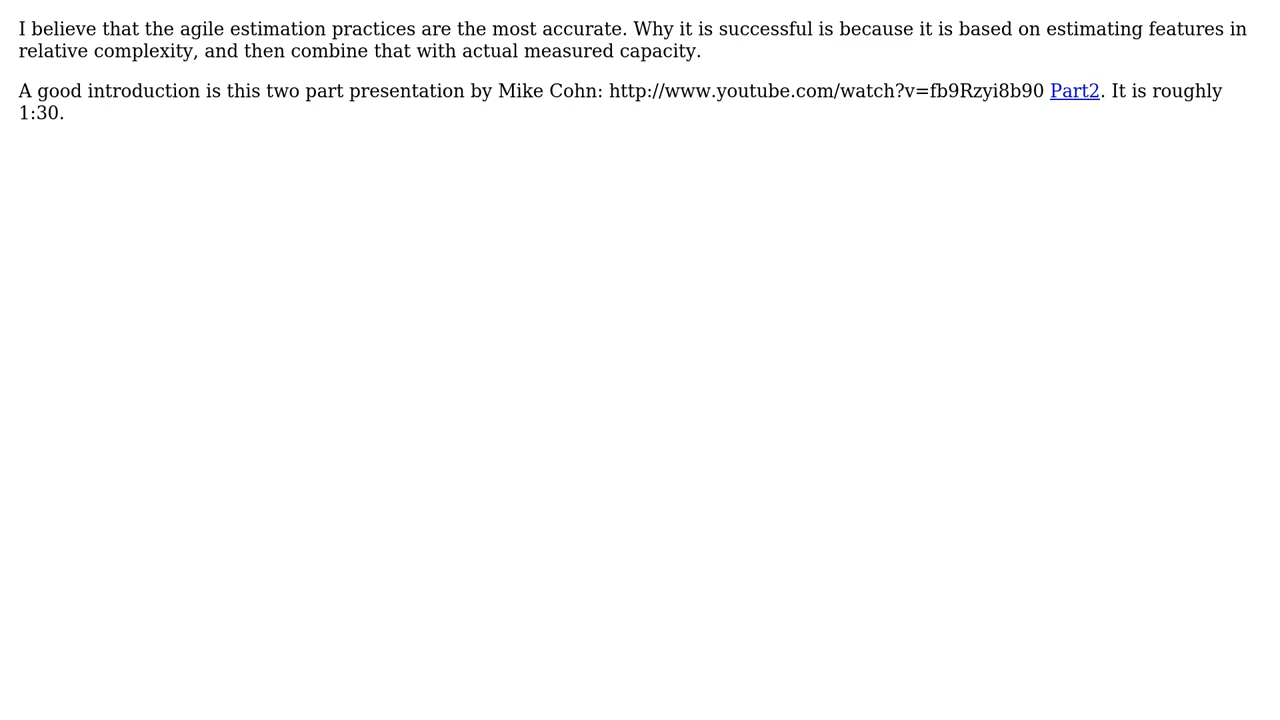 I believe that the agile estimation practices are the most accurate. Why it is successful is because it is based on estimating features in
relative complexity, and then combine that with actual measured capacity.
A good introduction is this two part presentation by Mike Cohn: http://www.youtube.com/watch?v=fb9Rzyi8b90 Part2. It is roughly
1:30.